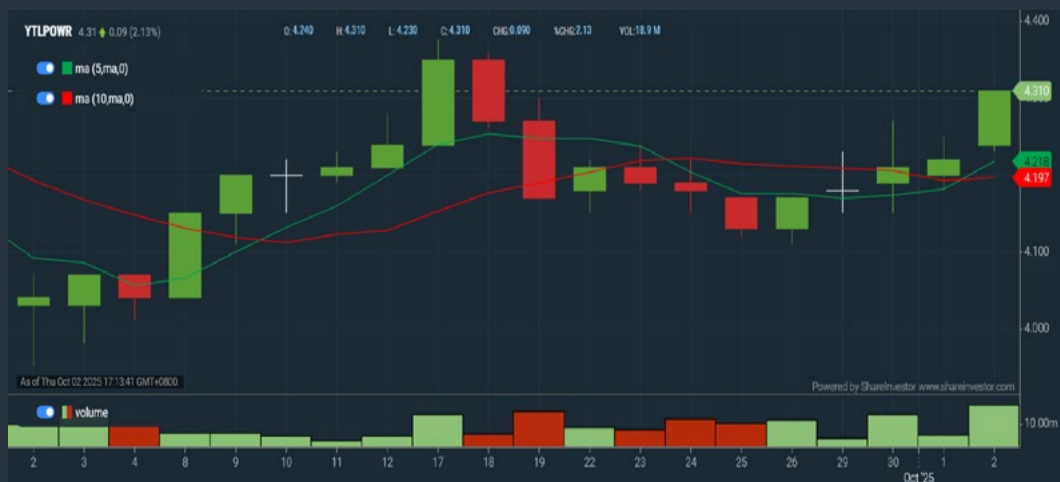 YTLPOWR 4.31 0.09 (2.13%) O: 4.240 H: 4.310 L: 4.230 C: 4.310 CHG:0.090 %CHG:2.13 VOL:18.9 M
ma (5,ma,0)
ma (10,ma,0)
4.400
4.310
4.218
4.197
4.100
4.000
As of Thu Oct 02 2025 17:13:41 GMT+0800
Powered by ShareInvestor www.shareinvestor.com
volume
10.00m
2 3 4 8 9 10 11 12 17 18 19 22 23 24 25 26 29 30 1 2
Oct '25